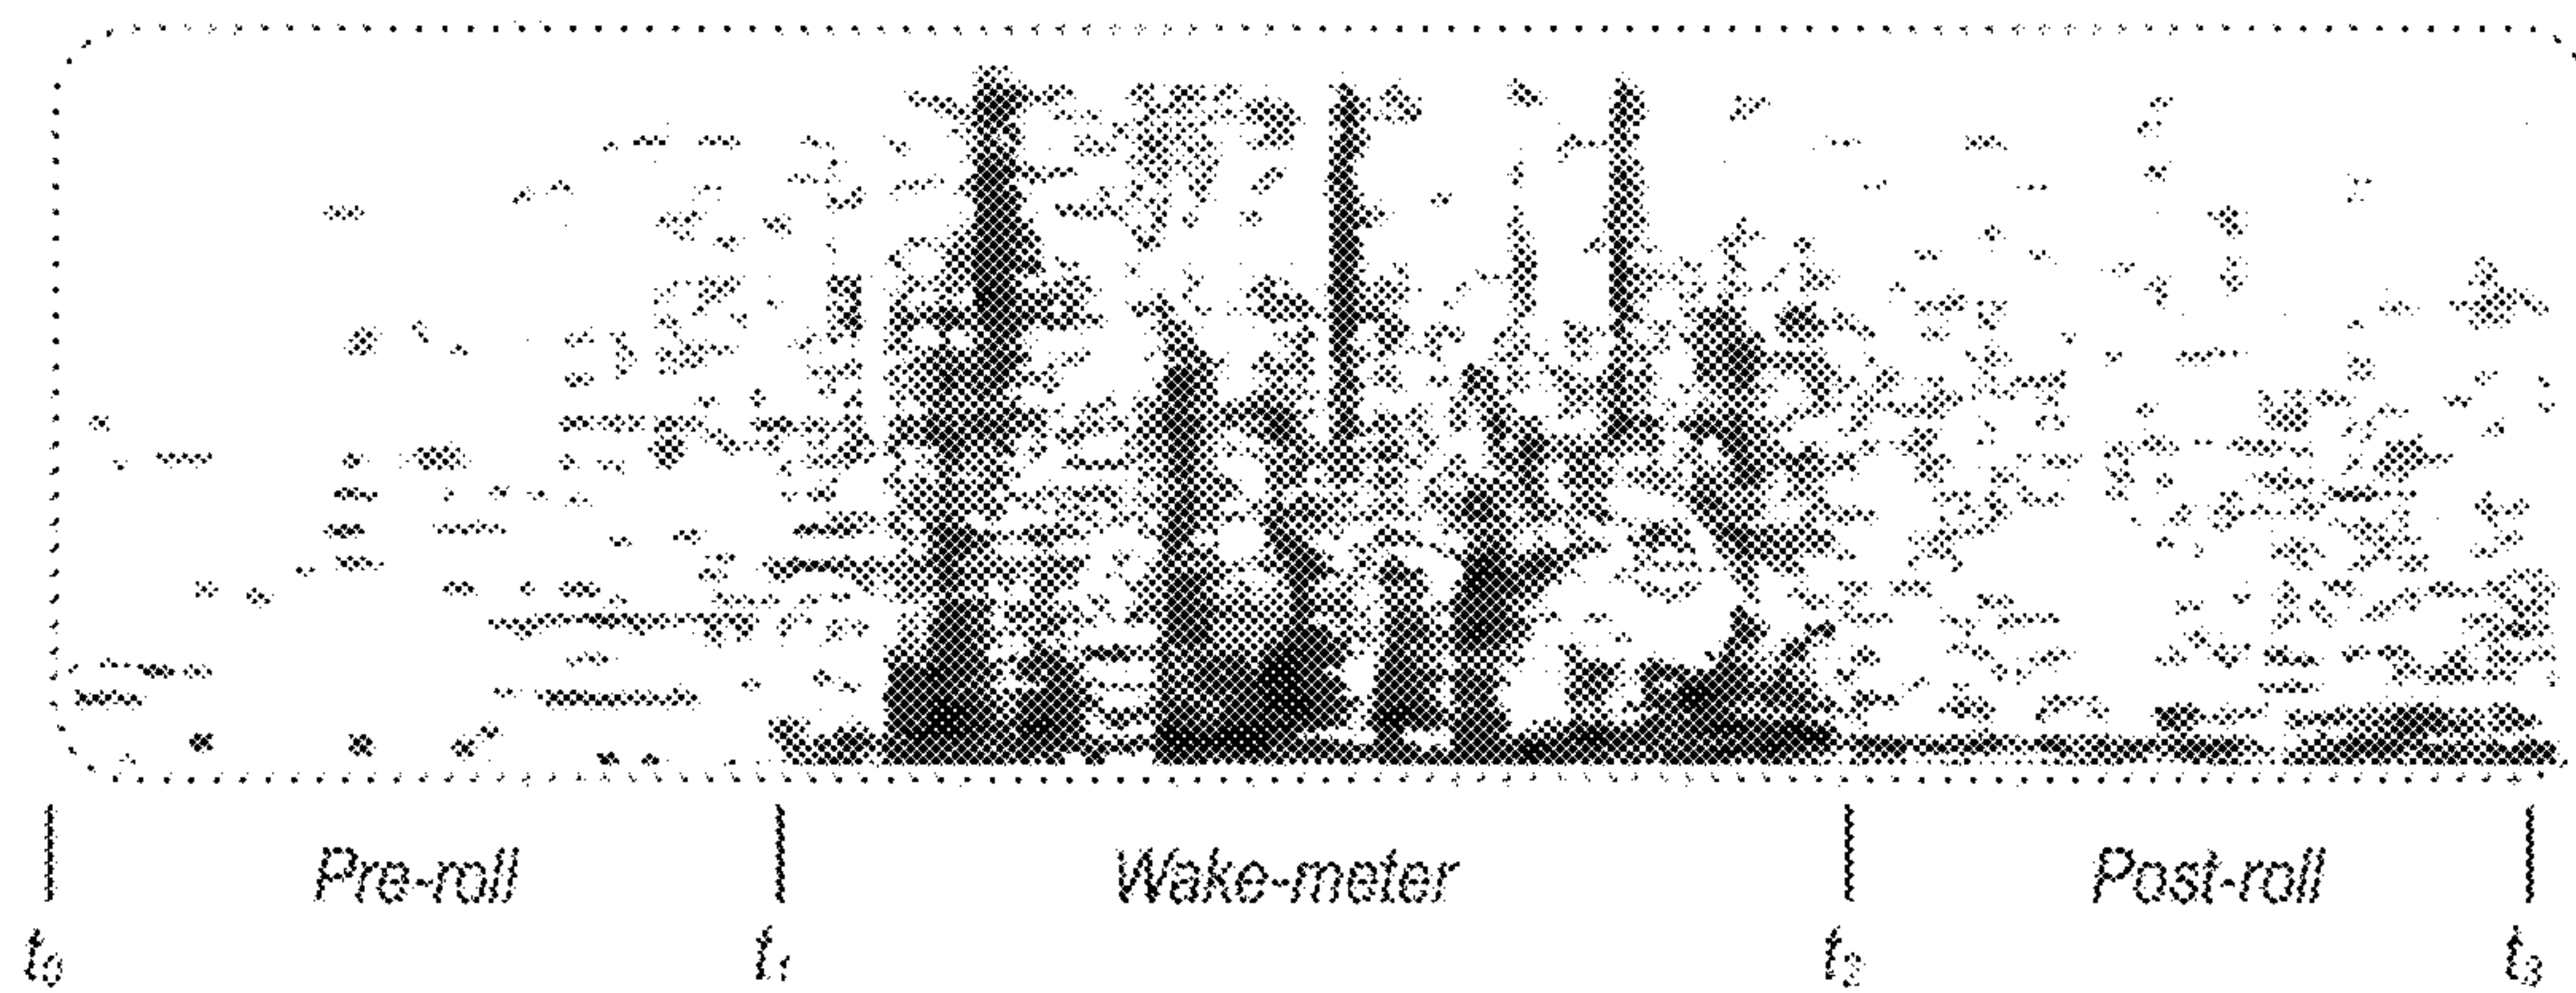 Pre-roll Wake-meter Post-roll
t₀ t₁ t₂ t₃